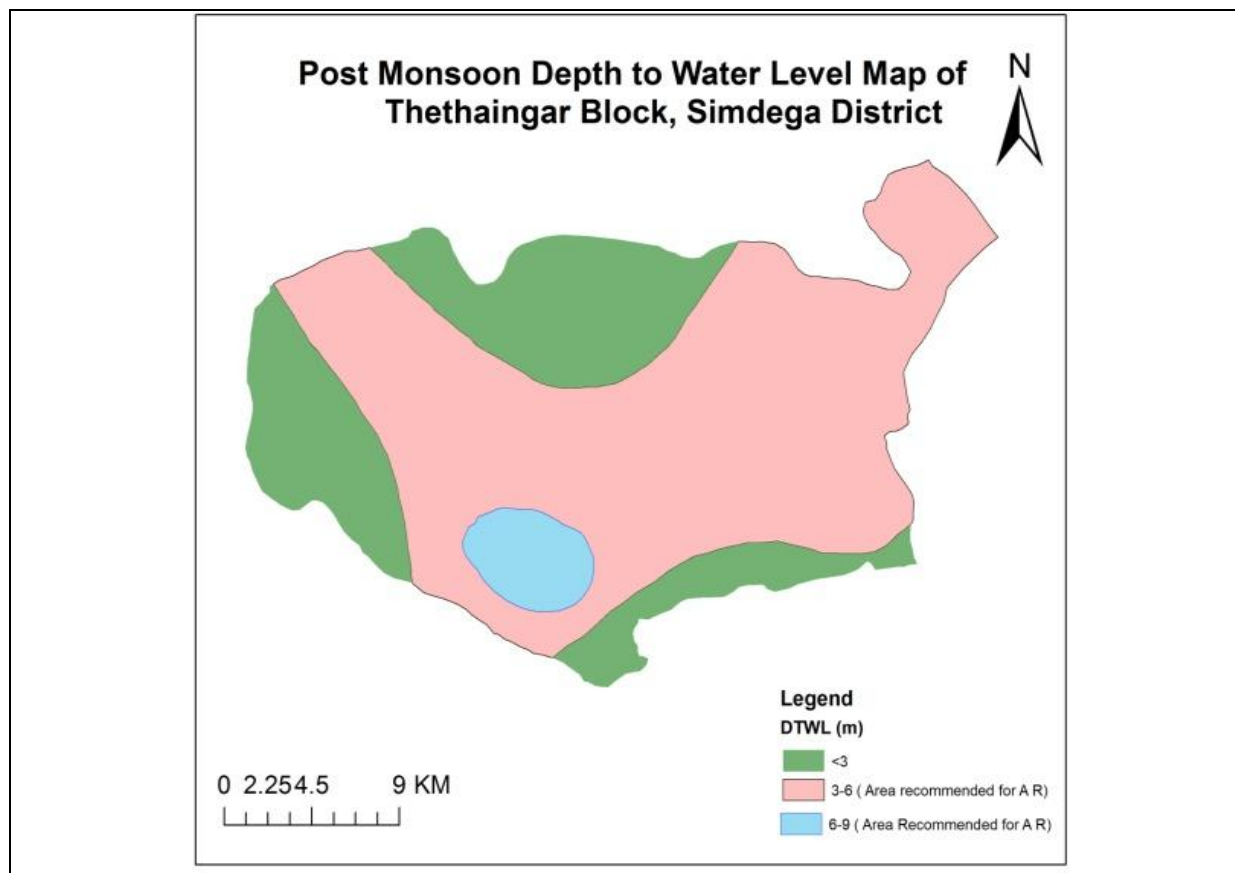 Post Monsoon Depth to Water Level Map of
Thethaingar Block, Simdega District
N
Legend
DTWL (m)
<3
3-6 ( Area recommended for A R)
6-9 ( Area Recommended for A R)
0 2.254.5 9 KM